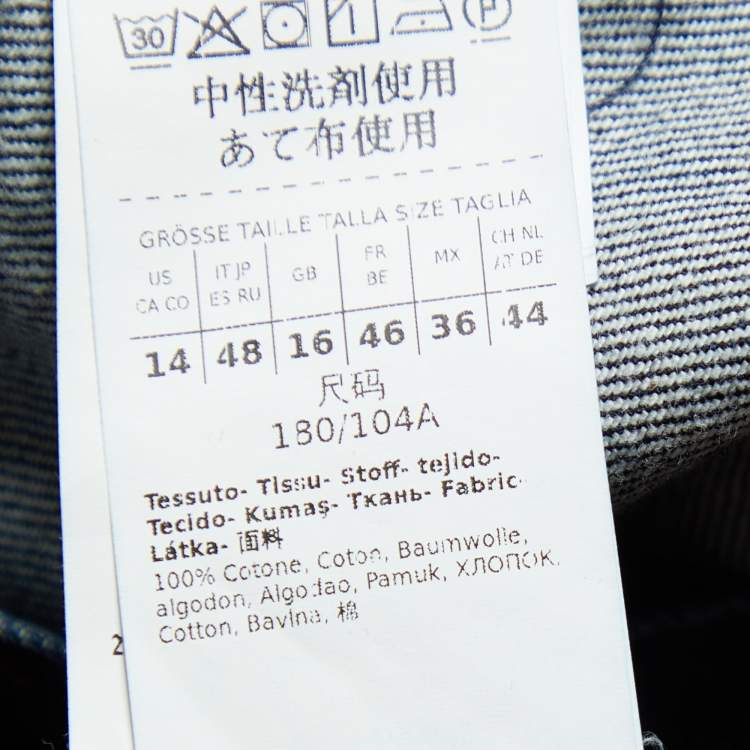 30 P
中性洗剤使用
あて布使用
GRÖSSE TAILLE TALLA SIZE TAGLIA
US IT JP GB FR MX CH NL
CA CO ES RU BE AT DE
14 48 16 46 36 44
尺码
180/104A
Tessuto- Tissu- Stoff- tejido-
Tecido- Kumaş- Ткань- Fabric-
Látka- 面料
100% Cotone, Coton, Baumwolle,
algodon, Algodao, Pamuk, ХЛОПОК,
Cotton, Bavlna, 棉
2